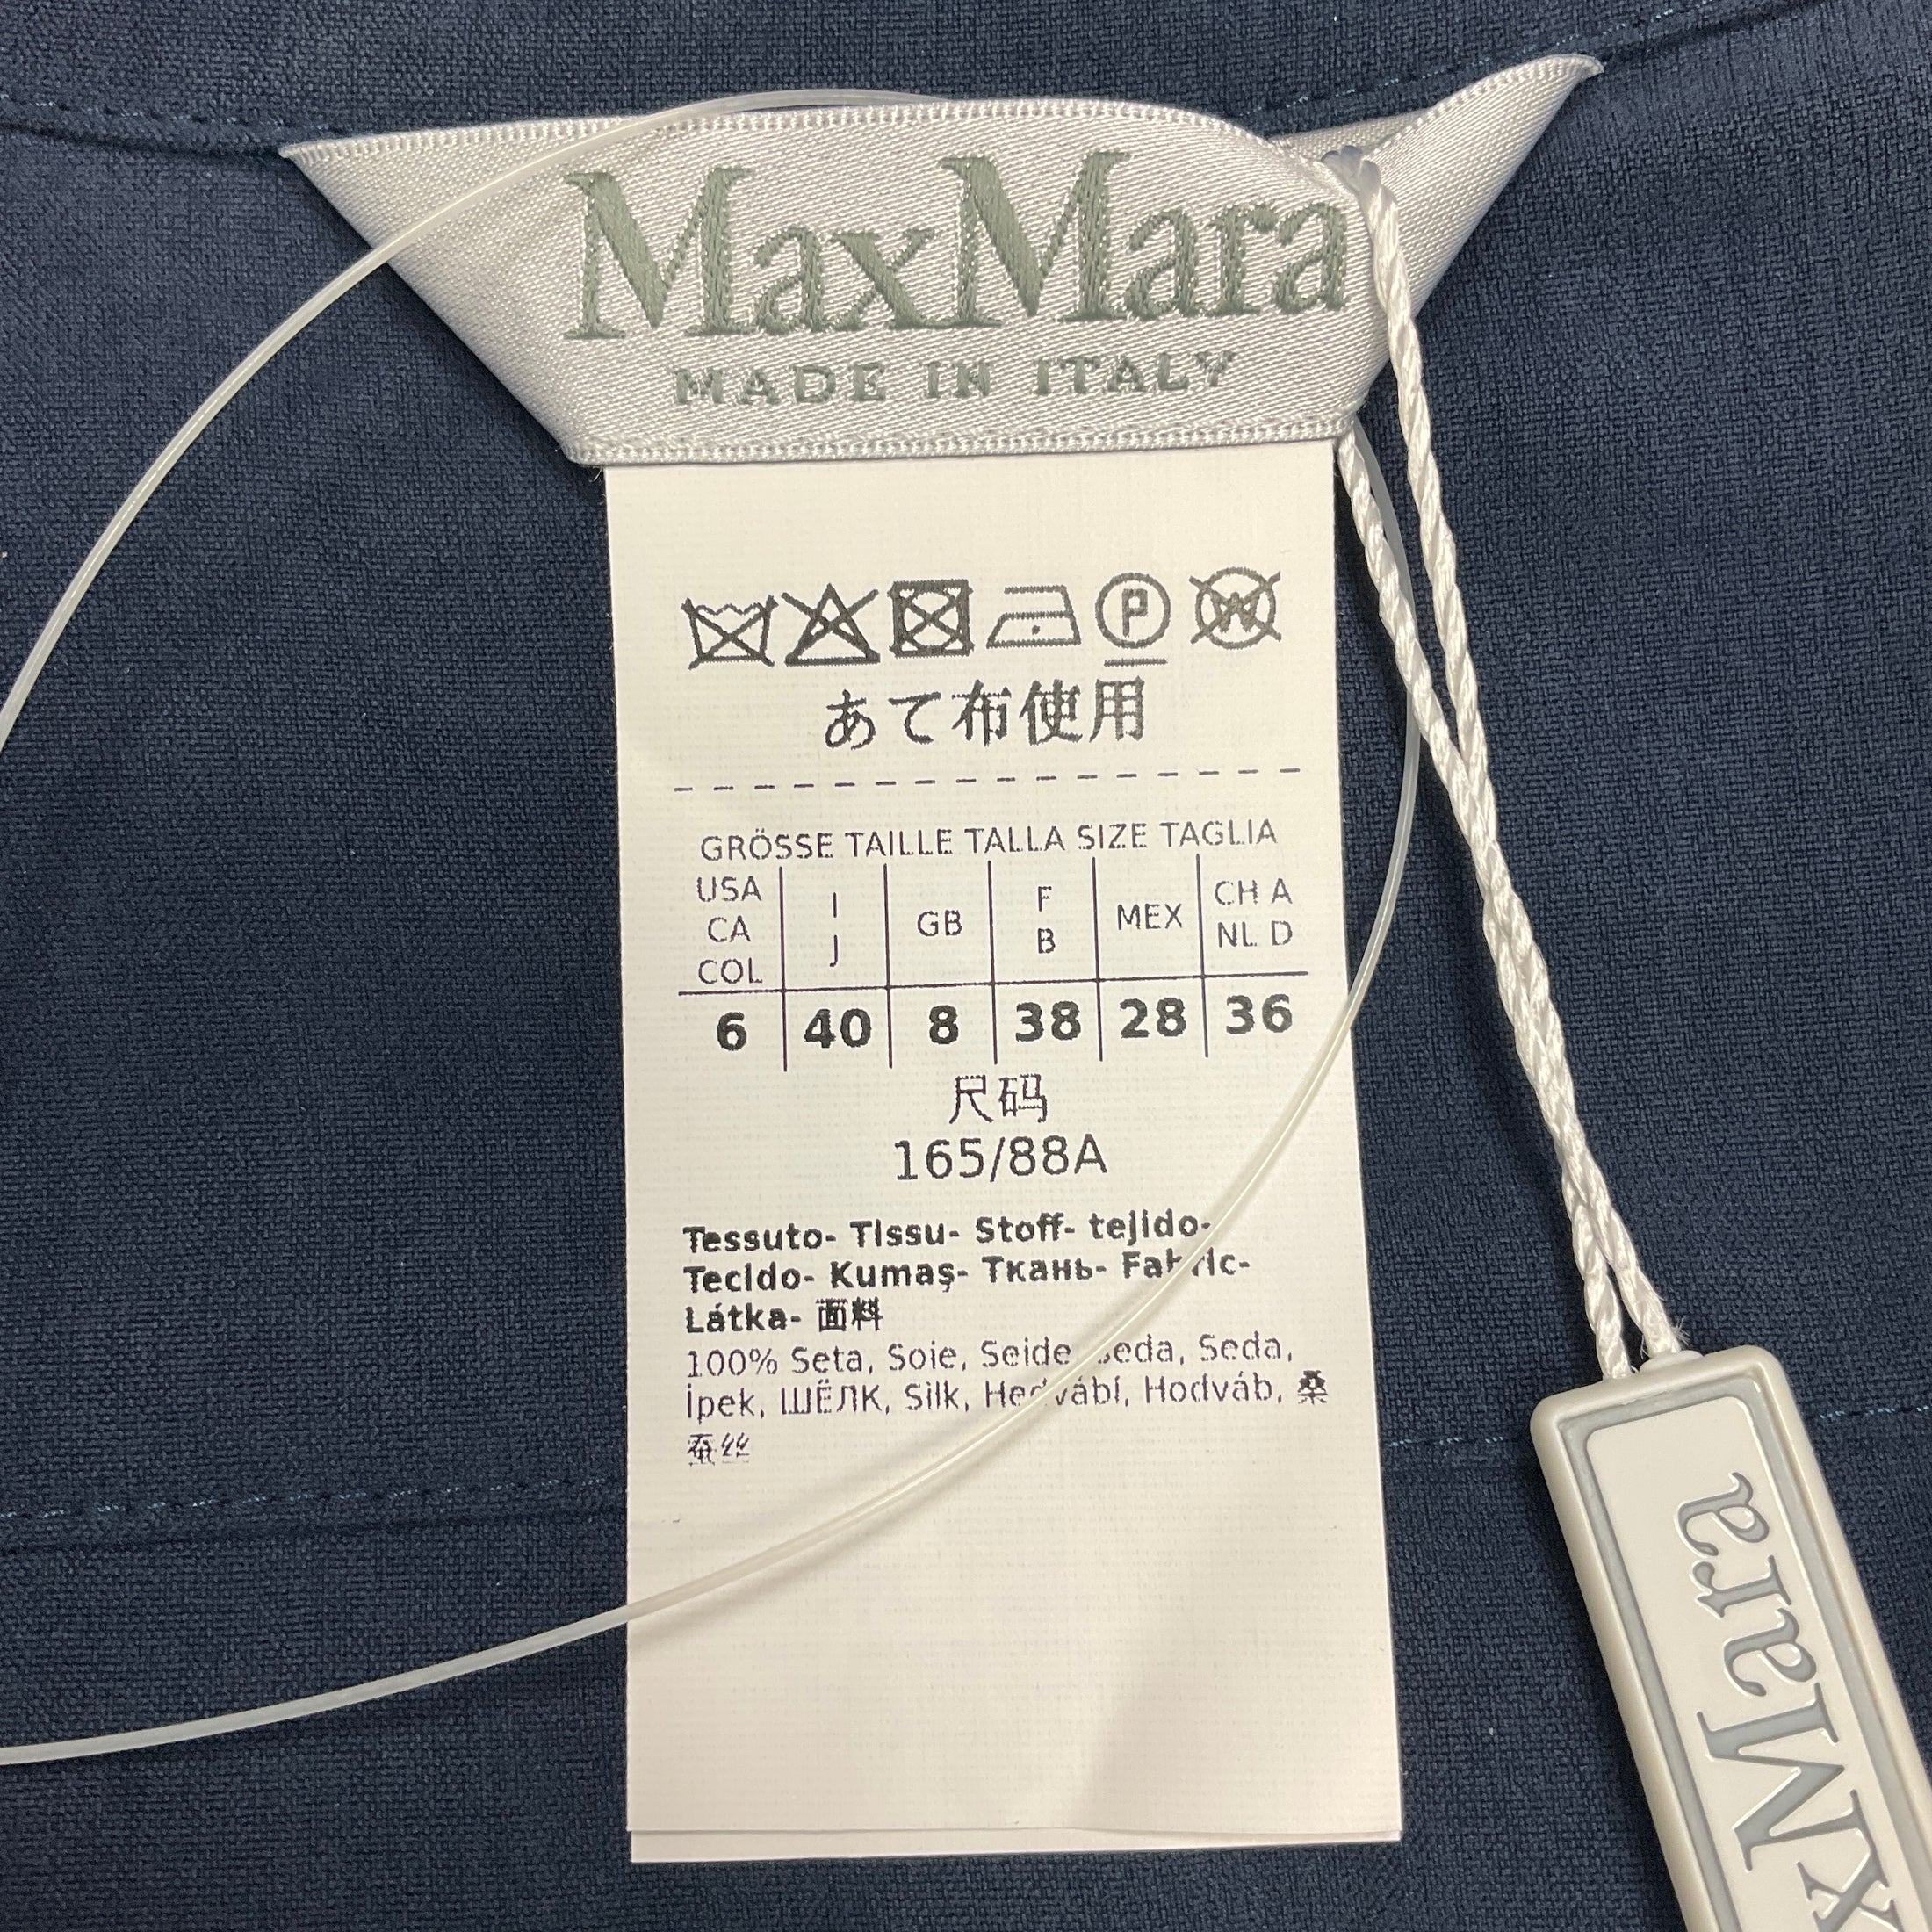 MaxMara
MADE IN ITALY
P W
あて布使用
GRÖSSE TAILLE TALLA SIZE TAGLIA
USA CA COL I J GB F B MEX CH A NL D
6 40 8 38 28 36
尺码
165/88A
Tessuto- Tissu- Stoff- tejido-
Tecido- Kumaş- Ткань- Fabric-
Látka- 面料
100% Seta, Soie, Seide, Seda, Seda,
İpek, ШЁЛК, Silk, Hedvábí, Hodváb, 桑
蚕丝
MaxMara